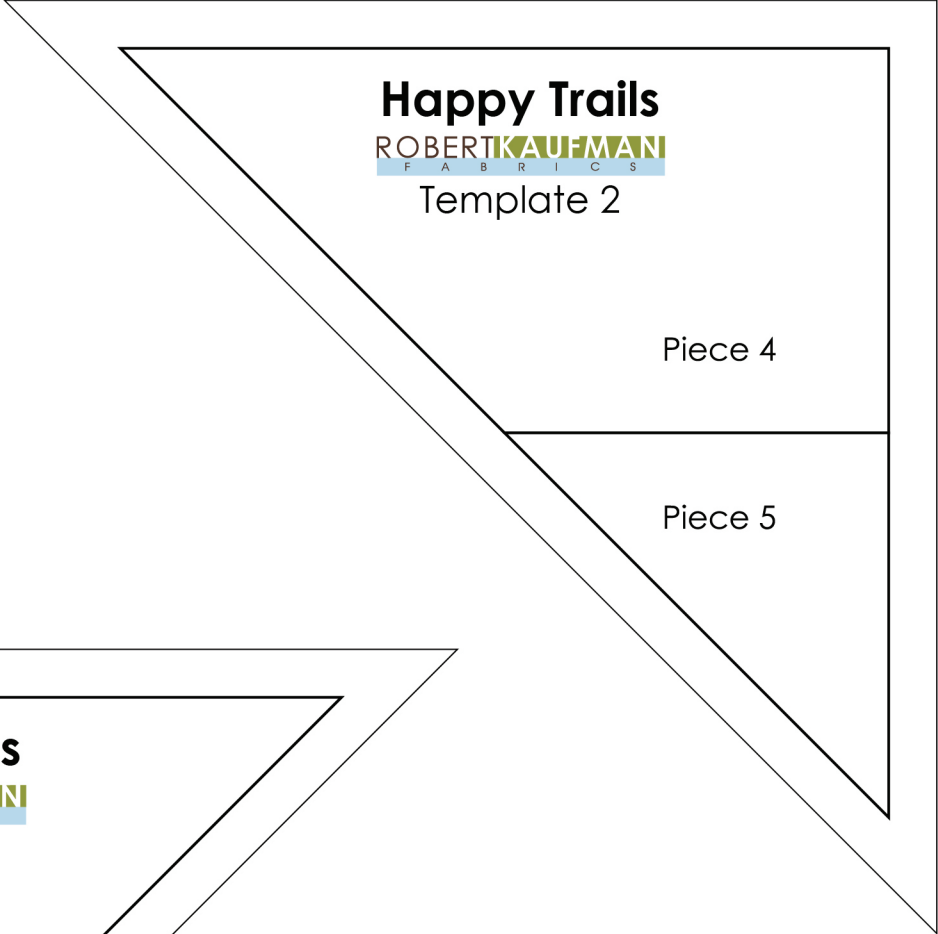 Happy Trails
ROBERTKAUFMAN
FABRICS
Template 2
Piece 4
Piece 5
s
N